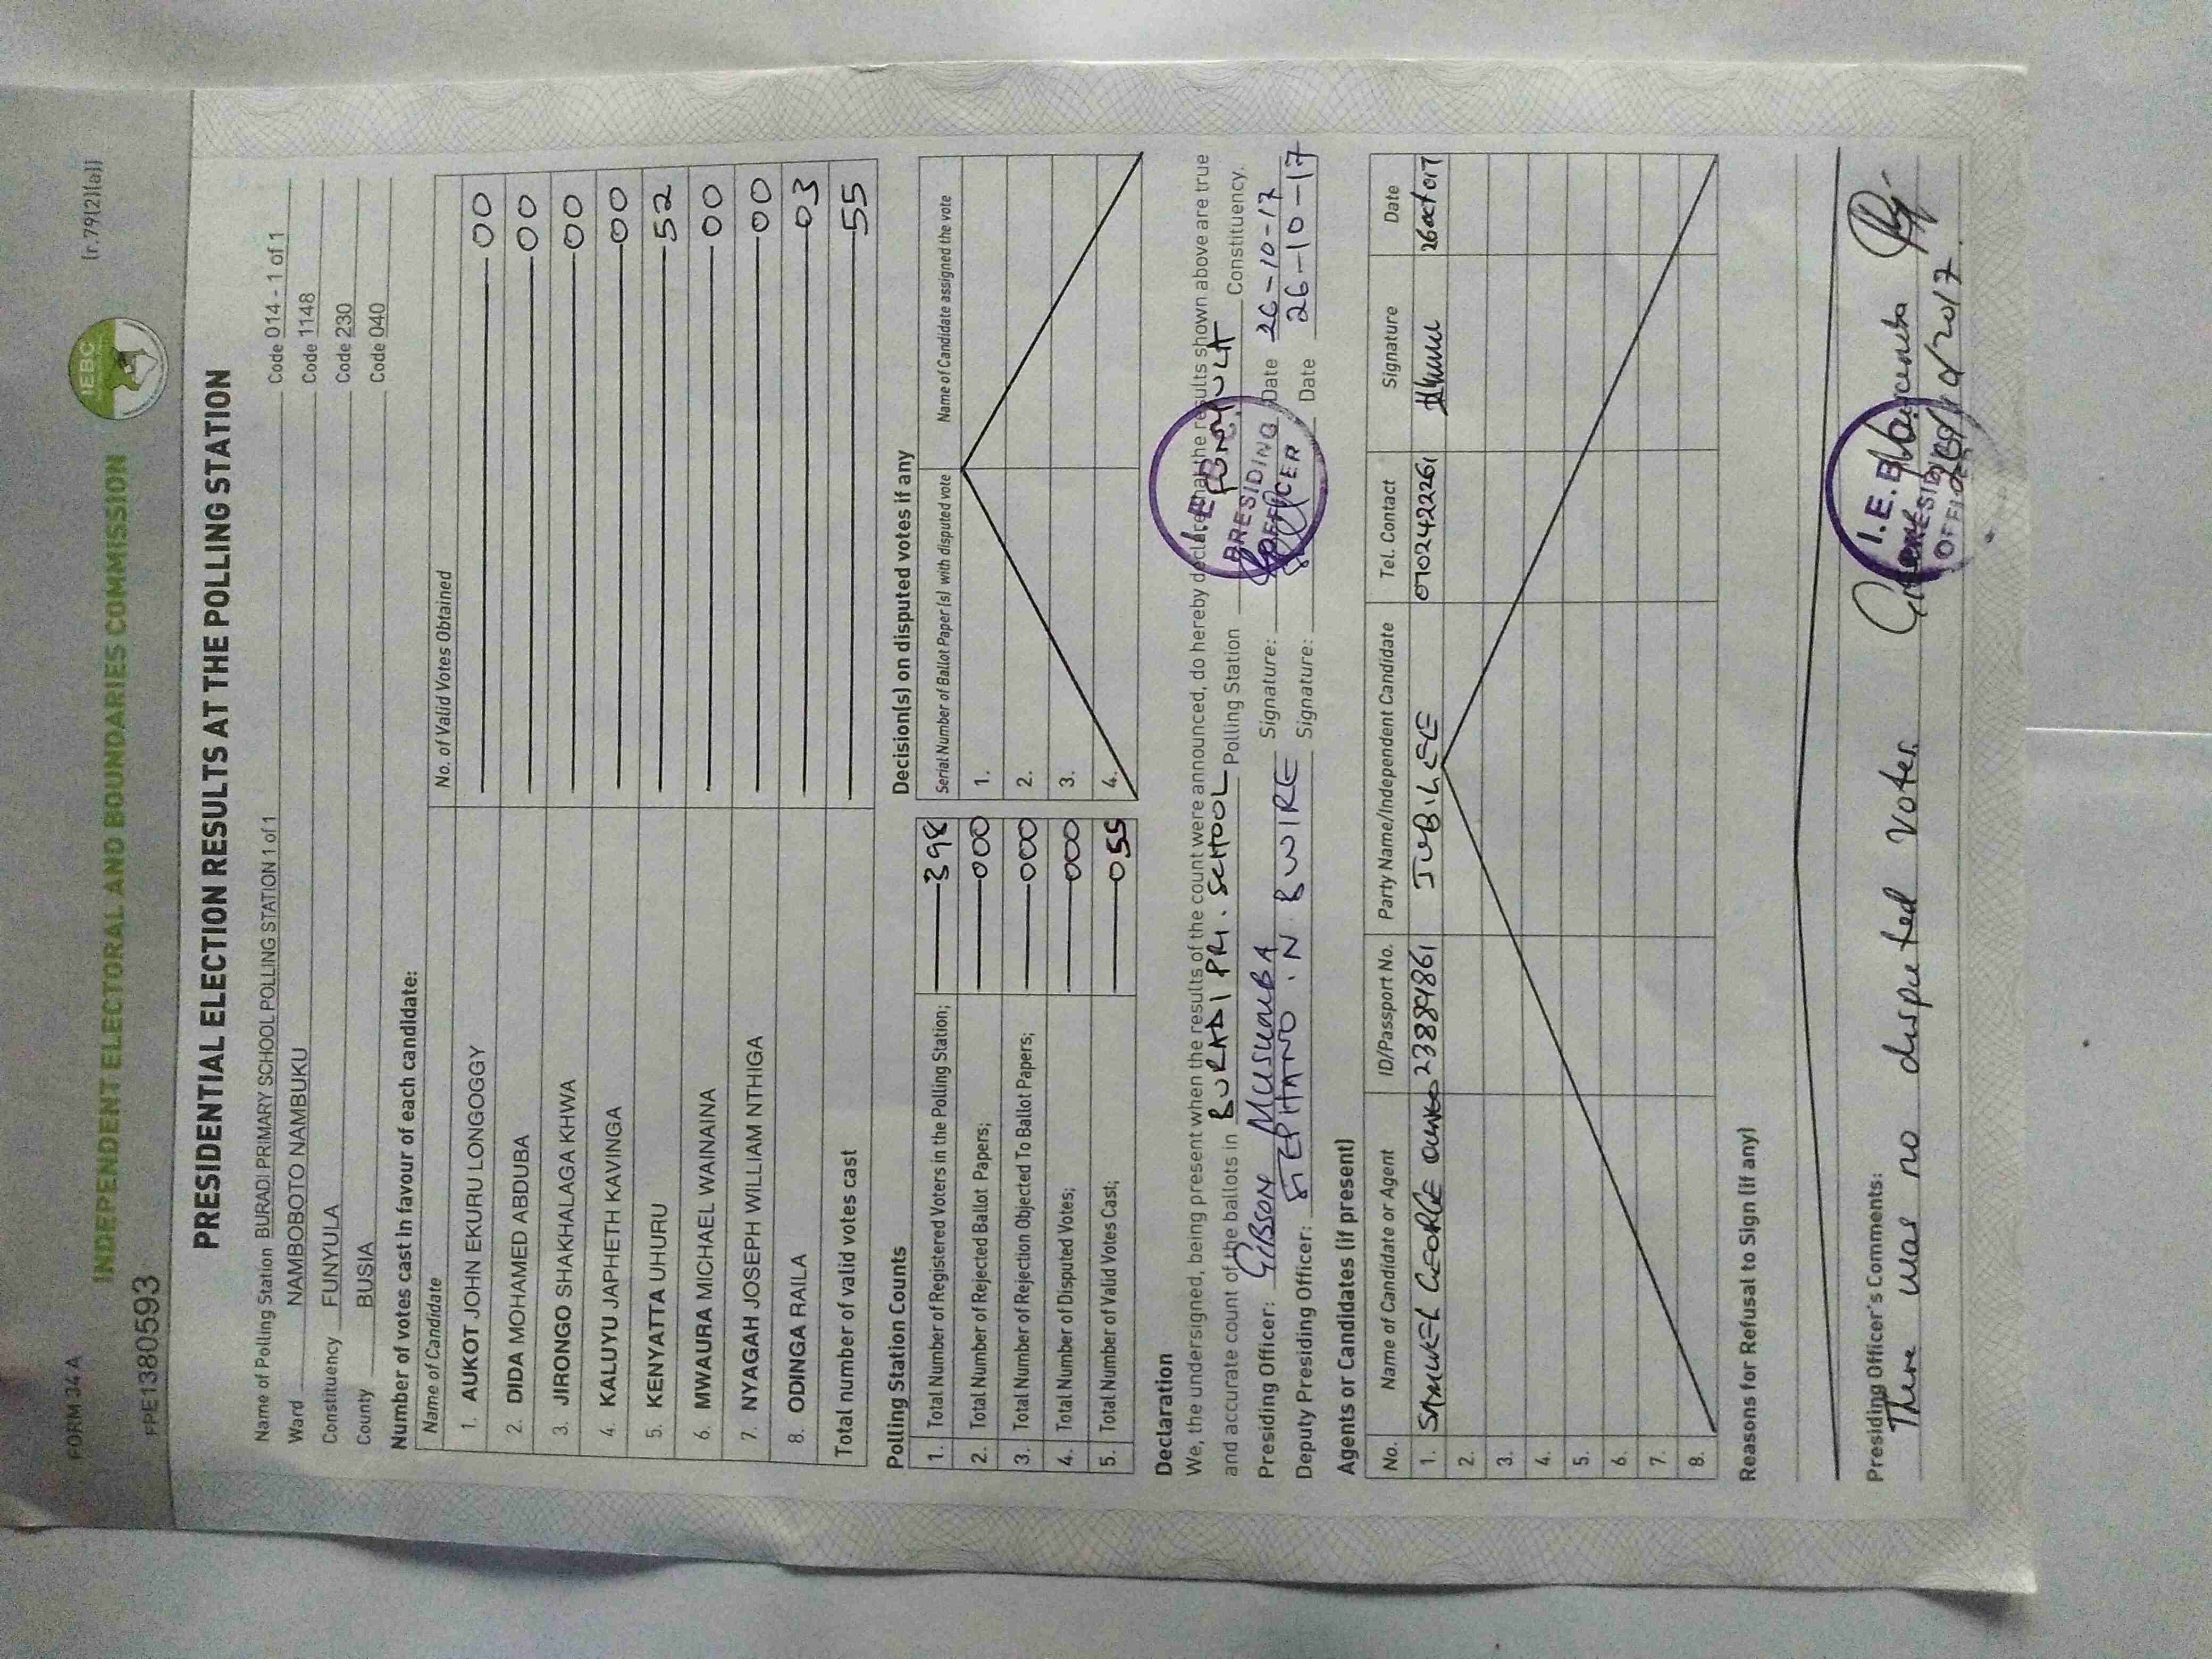 FORM 34 A
[r.79(2)(a)]
PPE1380593
IEBC
INDEPENDENT ELECTORAL AND BOUNDARIES COMMISSION
PRESIDENTIAL ELECTION RESULTS AT THE POLLING STATION
Name of Polling Station BURADI PRIMARY SCHOOL POLLING STATION 1 of 1 Code 014 - 1 of 1
Ward NAMBOBOTO NAMBUKU Code 1148
Constituency FUNYULA Code 230
County BUSIA Code 040
Number of votes cast in favour of each candidate:
Name of Candidate No. of Valid Votes Obtained
1. AUKOT JOHN EKURU LONGOGGY 00
2. DIDA MOHAMED ABDUBA 00
3. JIRONGO SHAKHALAGA KHWA 00
4. KALUYU JAPHETH KAVINGA 00
5. KENYATTA UHURU 52
6. MWAURA MICHAEL WAINAINA 00
7. NYAGAH JOSEPH WILLIAM NTHIGA 00
8. ODINGA RAILA 03
Total number of valid votes cast 55
Polling Station Counts
1. Total Number of Registered Voters in the Polling Station; 398
2. Total Number of Rejected Ballot Papers; 000
3. Total Number of Rejection Objected To Ballot Papers; 000
4. Total Number of Disputed Votes; 000
5. Total Number of Valid Votes Cast; 055
Decision(s) on disputed votes if any
Serial Number of Ballot Paper (s) with disputed vote Name of Candidate assigned the vote
1.
2.
3.
4.
Declaration
We, the undersigned, being present when the results of the count were announced, do hereby declare that the results shown above are true
and accurate count of the ballots in BURADI PRI. SCHOOL Polling Station FUNYULA Constituency.
Presiding Officer: GIBSON MUSUMBA Signature: Date 26-10-17
Deputy Presiding Officer: STEPHANO .N. BWIRE Signature: Date 26-10-17
I.E.B.C.
PRESIDING
OFFICER
Agents or Candidates (if present)
No. Name of Candidate or Agent ID/Passport No. Party Name/Independent Candidate Tel. Contact Signature Date
1. SAMUEL GEORGE 23889861 JUBILEE 0702422261 26 oct 017
2.
3.
4.
5.
6.
7.
8.
Reasons for Refusal to Sign (if any)
Presiding Officer's Comments:
There was no disputed voter. Gibson Musumba
I.E.B.C.
PRESIDING
OFFICER